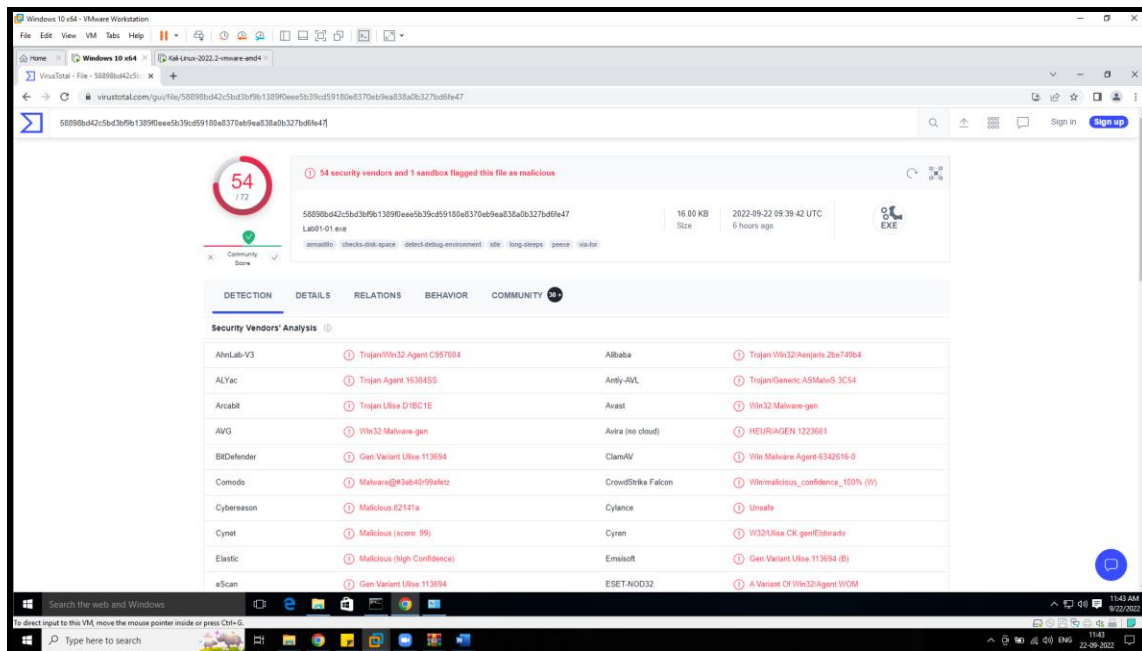 Windows 10 x64 - VMware Workstation
File Edit View VM Tabs Help
Home Windows 10 x64 Kali-Linux-2022.2-vmware-amd4
VirusTotal - File - 58898bd42c5
virustotal.com/gui/file/58898bd42c5bd3bf9b1389f0eee5b39cd59180e8370eb9ea838a0b327bd6fe47
58898bd42c5bd3bf9b1389f0eee5b39cd59180e8370eb9ea838a0b327bd6fe47 Sign in Sign up
54
/ 72
Community Score
54 security vendors and 1 sandbox flagged this file as malicious
58898bd42c5bd3bf9b1389f0eee5b39cd59180e8370eb9ea838a0b327bd6fe47
Lab01-01.exe
16.00 KB
Size
2022-09-22 09:39:42 UTC
6 hours ago
EXE
armadillo checks-disk-space detect-debug-environment idle long-sleeps peexe via-tor
DETECTION DETAILS RELATIONS BEHAVIOR COMMUNITY 30+
Security Vendors' Analysis
AhnLab-V3 Trojan/Win32.Agent.C957604 Alibaba Trojan:Win32/Aenjaris.2be749b4
ALYac Trojan.Agent.16384SS Antiy-AVL Trojan/Generic.ASMalwS.3C54
Arcabit Trojan.Ulise.D1BC1E Avast Win32:Malware-gen
AVG Win32:Malware-gen Avira (no cloud) HEUR/AGEN.1223661
BitDefender Gen:Variant.Ulise.113694 ClamAV Win.Malware.Agent-6342616-0
Comodo Malware@#3eb40r99afetz CrowdStrike Falcon Win/malicious_confidence_100% (W)
Cybereason Malicious.82141a Cylance Unsafe
Cynet Malicious (score: 99) Cyren W32/Ulise.CK.gen!Eldorado
Elastic Malicious (high Confidence) Emsisoft Gen:Variant.Ulise.113694 (B)
eScan Gen:Variant.Ulise.113694 ESET-NOD32 A Variant Of Win32/Agent.WOM
Search the web and Windows
11:43 AM
9/22/2022
To direct input to this VM, move the mouse pointer inside or press Ctrl+G.
Type here to search
ENG
11:43
22-09-2022